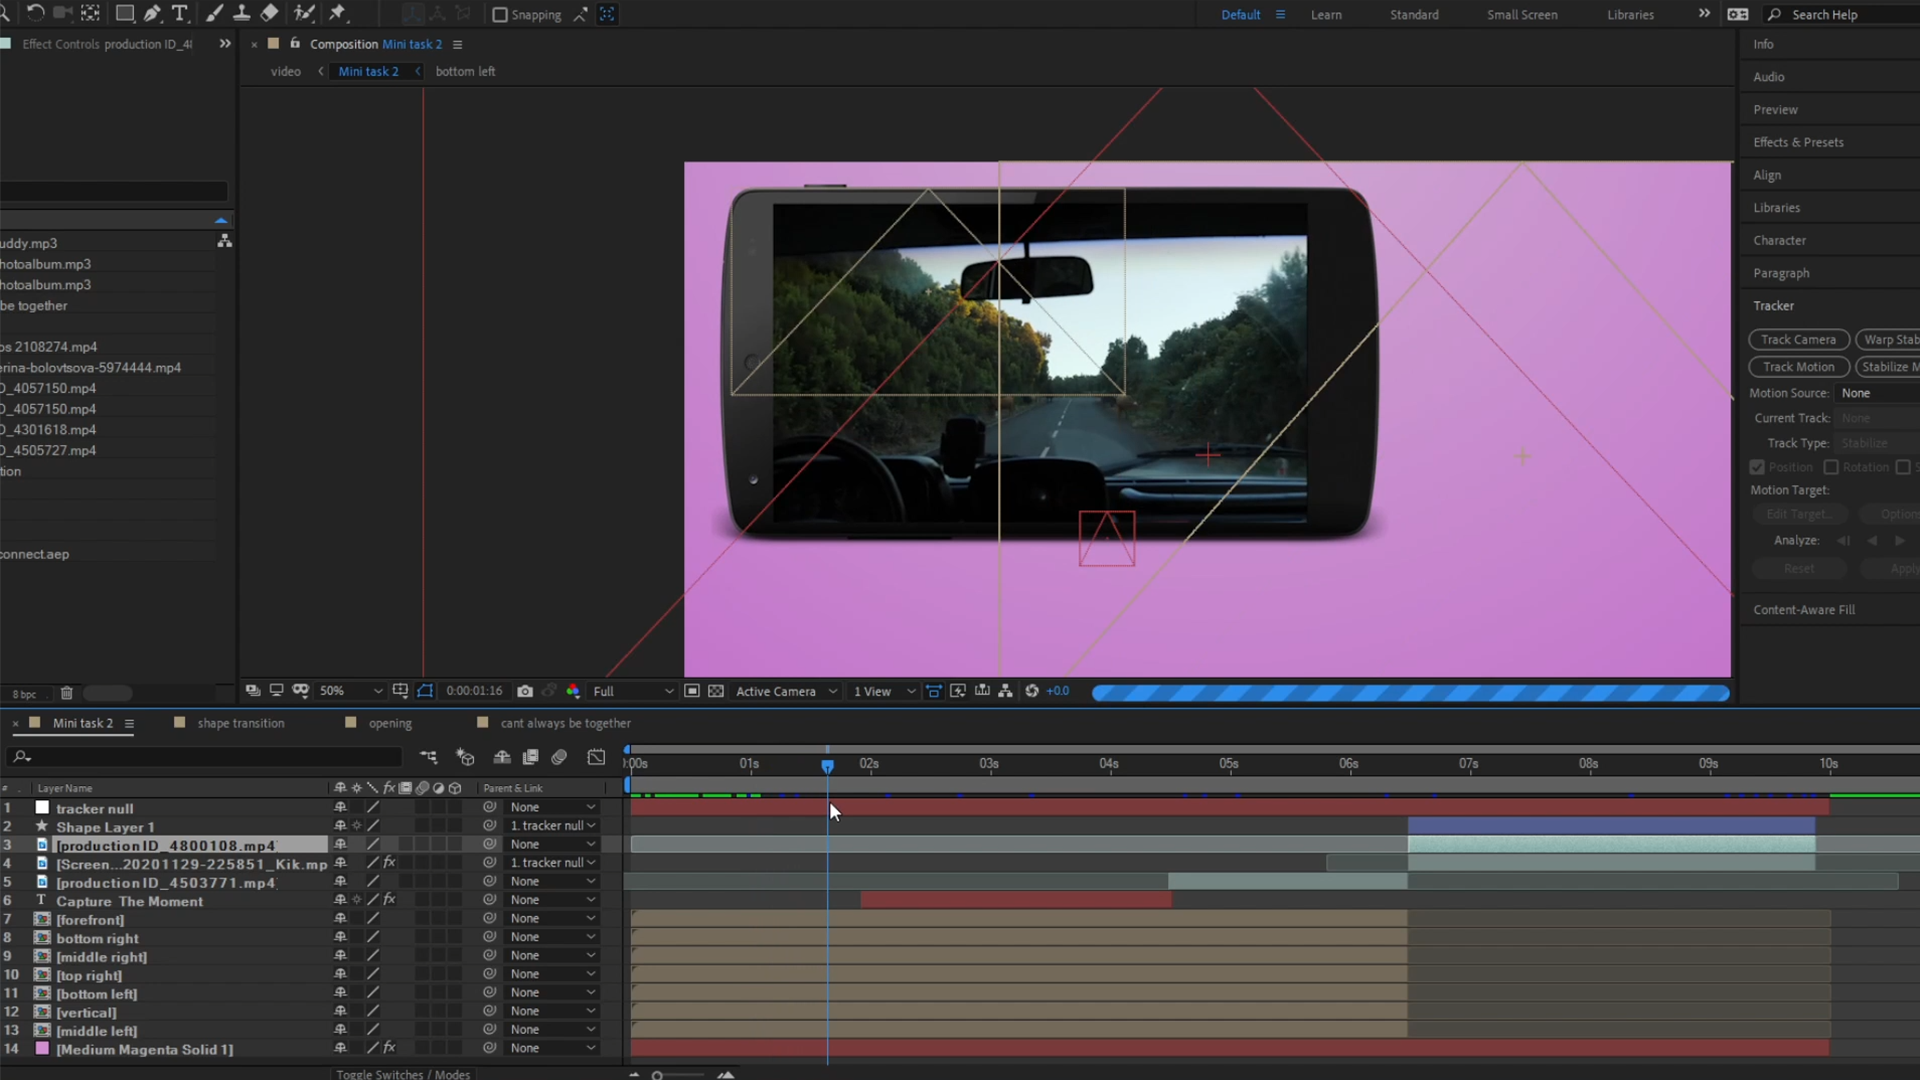 Snapping
Default
Learn
Standard
Small Screen
Libraries
Search Help
Effect Controls production ID_4
Composition Mini task 2
video
Mini task 2
bottom left
uddy.mp3
hotoalbum.mp3
hotoalbum.mp3
be together
os 2108274.mp4
erina-bolovtsova-5974444.mp4
D_4057150.mp4
D_4057150.mp4
D_4301618.mp4
D_4505727.mp4
tion
connect.aep
8 bpc
Info
Audio
Preview
Effects & Presets
Align
Libraries
Character
Paragraph
Tracker
Track Camera
Warp Stab
Track Motion
Stabilize M
Motion Source: None
Current Track: None
Track Type: Stabilize
Position Rotation S
Motion Target:
Edit Target...
Option
Analyze:
Reset
Apply
Content-Aware Fill
50%
0:00:01:16
Full
Active Camera
1 View
+0.0
Mini task 2
shape transition
opening
cant always be together
:00s 01s 02s 03s 04s 05s 06s 07s 08s 09s 10s
# Layer Name fx Parent & Link
1 tracker null None
2 Shape Layer 1 1. tracker null
3 [production ID_4800108.mp4] None
4 [Screen...20201129-225851_Kik.mp fx 1. tracker null
5 [production ID_4503771.mp4] None
6 T Capture The Moment fx None
7 [forefront] None
8 bottom right None
9 [middle right] None
10 [top right] None
11 [bottom left] None
12 [vertical] None
13 [middle left] None
14 [Medium Magenta Solid 1] fx None
Toggle Switches / Modes